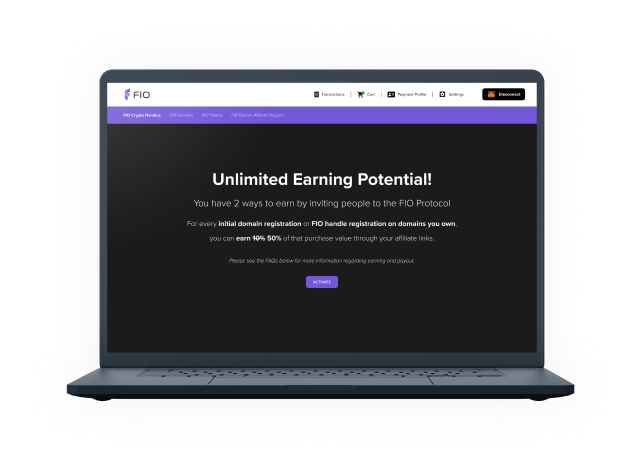 FIO
Transactions | Cart | Payment Profile | Settings Disconnect
FIO Crypto Handles FIO Domains FIO Tokens FIO Domain Affiliate Program
Unlimited Earning Potential!
You have 2 ways to earn by inviting people to the FIO Protocol
For every initial domain registration or FIO handle registration on domains you own,
you can earn 10% 50% of that purchase value through your affiliate links.
Please see the FAQs below for more information regarding earning and payout.
ACTIVATE